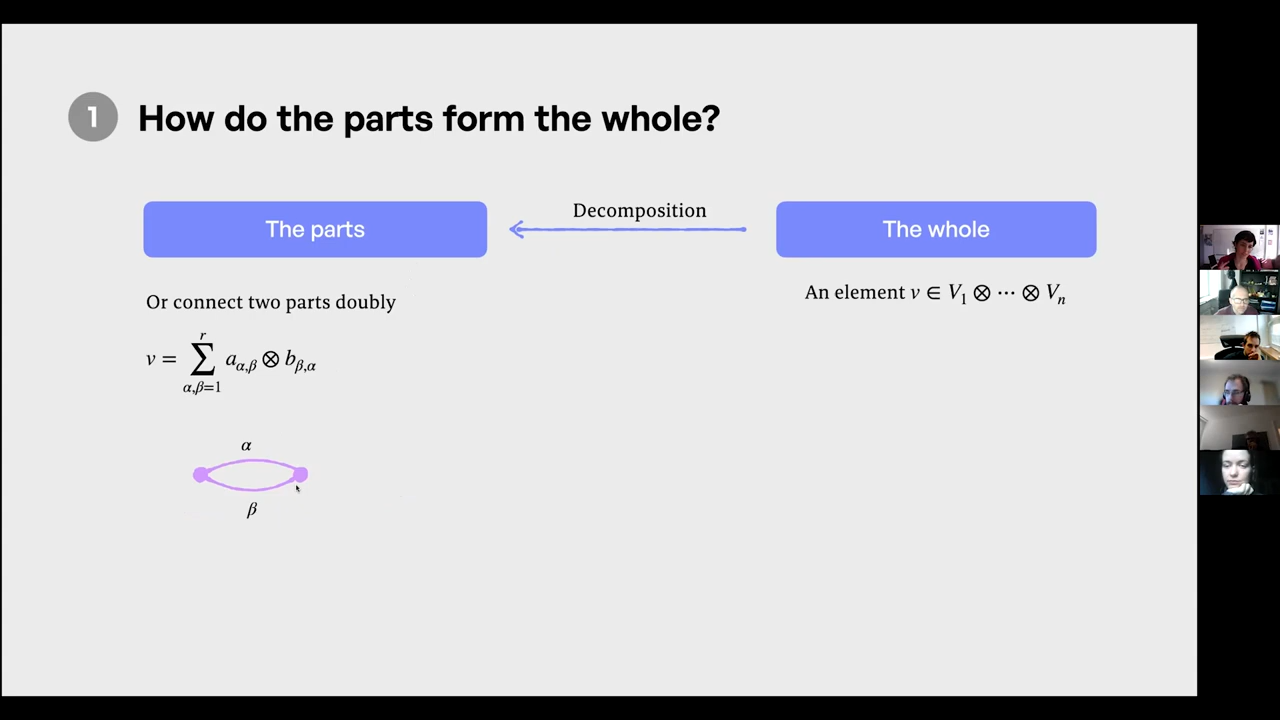 1 How do the parts form the whole?
The parts
Decomposition
The whole
Or connect two parts doubly
An element v ∈ V₁ ⊗ ⋯ ⊗ Vₙ
r
v = ∑ a_{α,β} ⊗ b_{β,α}
α,β=1
α
β